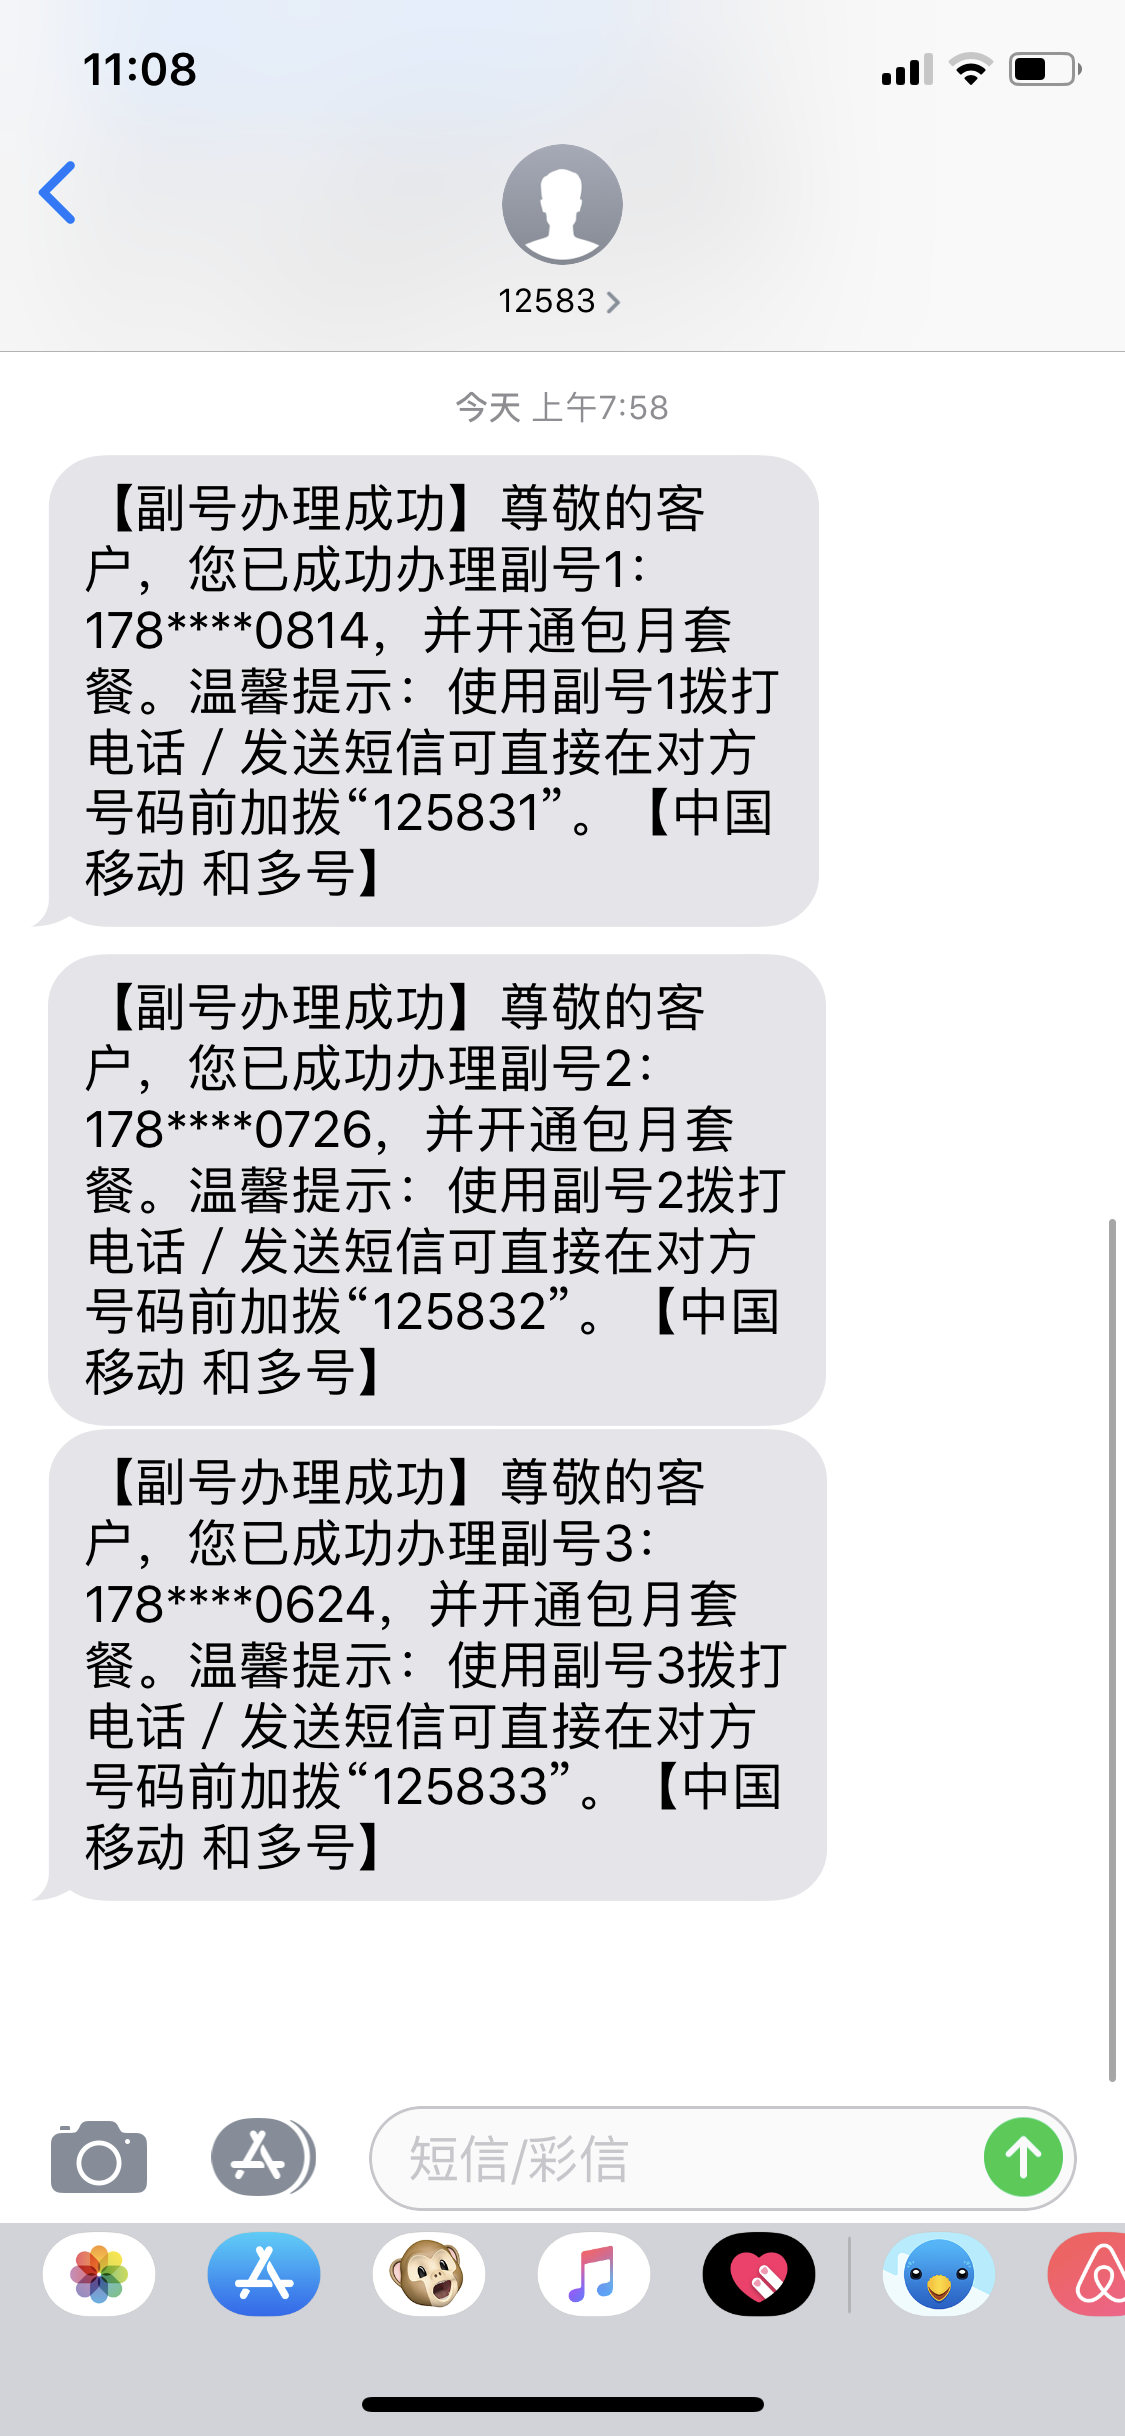 11:08
12583
今天 上午7:58
【副号办理成功】尊敬的客
户，您已成功办理副号1：
178****0814，并开通包月套
餐。温馨提示：使用副号1拨打
电话 / 发送短信可直接在对方
号码前加拨“125831”。【中国
移动 和多号】
【副号办理成功】尊敬的客
户，您已成功办理副号2：
178****0726，并开通包月套
餐。温馨提示：使用副号2拨打
电话 / 发送短信可直接在对方
号码前加拨“125832”。【中国
移动 和多号】
【副号办理成功】尊敬的客
户，您已成功办理副号3：
178****0624，并开通包月套
餐。温馨提示：使用副号3拨打
电话 / 发送短信可直接在对方
号码前加拨“125833”。【中国
移动 和多号】
短信/彩信